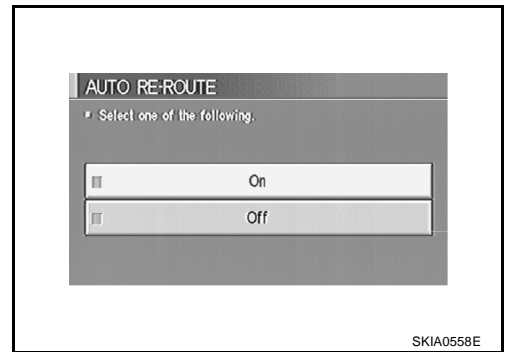 AUTO RE-ROUTE
Select one of the following.
On
Off
SKIA0558E